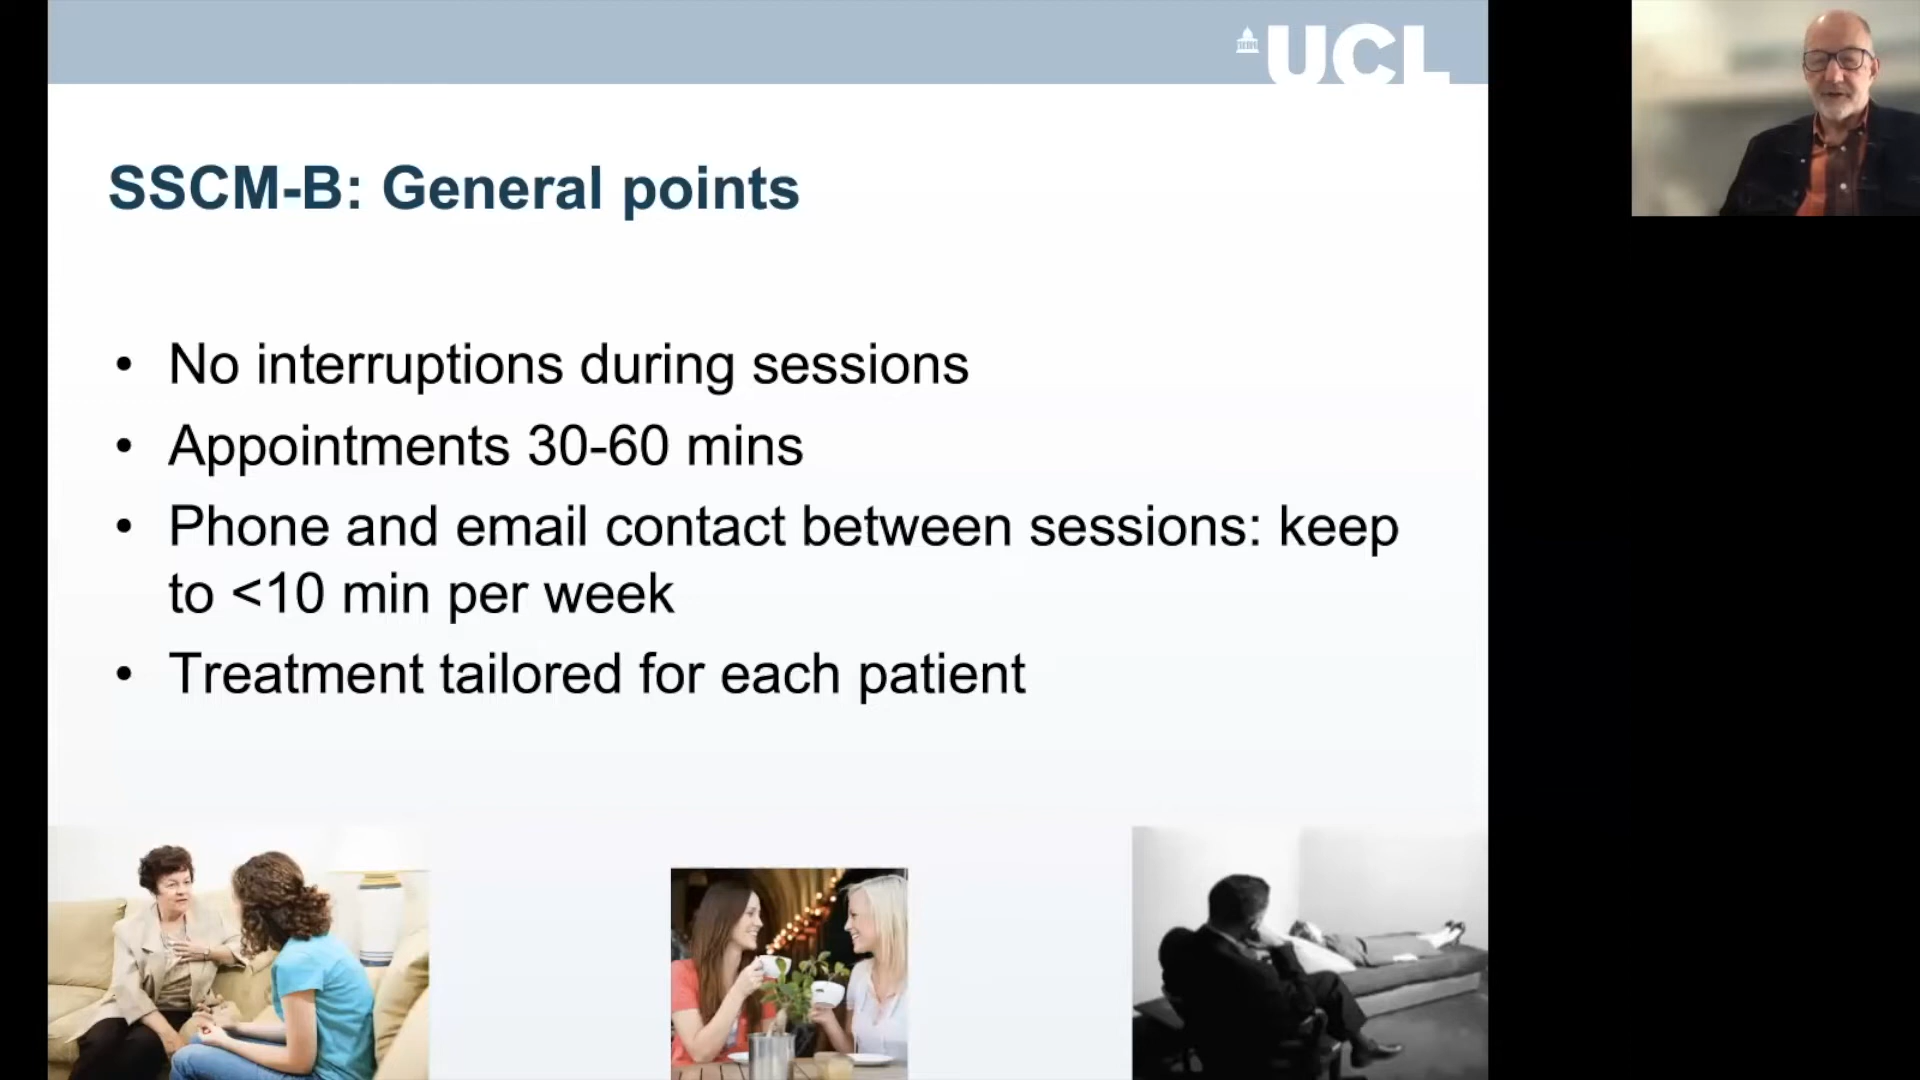 UCL
SSCM-B: General points
• No interruptions during sessions
• Appointments 30-60 mins
• Phone and email contact between sessions: keep
to <10 min per week
• Treatment tailored for each patient